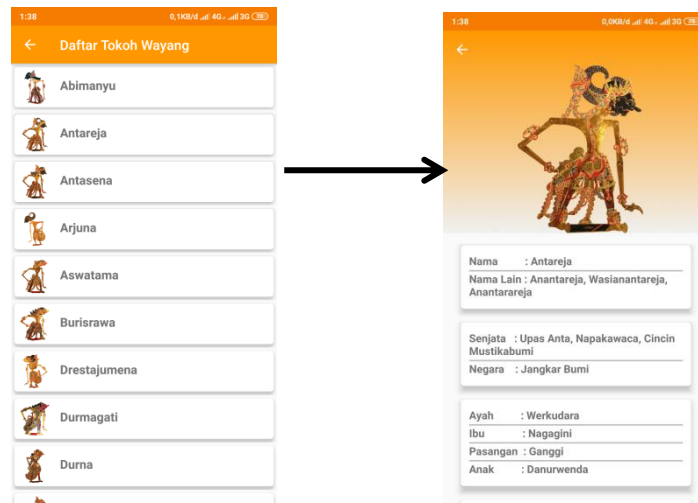 1:38
0,1KB/d 4G 3G 78
Daftar Tokoh Wayang
Abimanyu
Antareja
Antasena
Arjuna
Aswatama
Burisrawa
Drestajumena
Durmagati
Durna
1:38
0,0KB/d 4G 3G
Nama : Antareja
Nama Lain : Anantareja, Wasianantareja,
Anantarareja
Senjata : Upas Anta, Napakawaca, Cincin
Mustikabumi
Negara : Jangkar Bumi
Ayah : Werkudara
Ibu : Nagagini
Pasangan : Ganggi
Anak : Danurwenda